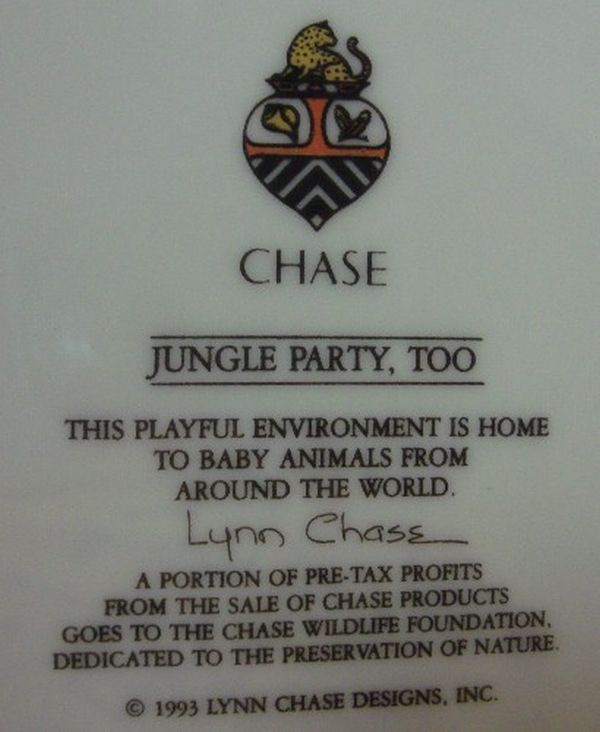 CHASE
JUNGLE PARTY, TOO
THIS PLAYFUL ENVIRONMENT IS HOME
TO BABY ANIMALS FROM
AROUND THE WORLD.
Lynn Chase
A PORTION OF PRE-TAX PROFITS
FROM THE SALE OF CHASE PRODUCTS
GOES TO THE CHASE WILDLIFE FOUNDATION,
DEDICATED TO THE PRESERVATION OF NATURE.
© 1993 LYNN CHASE DESIGNS, INC.